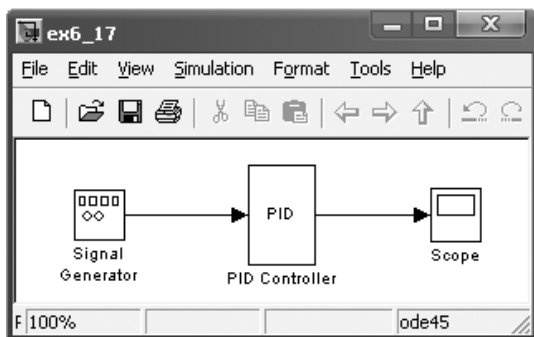 ex6_17
File Edit View Simulation Format Tools Help
PID
Signal
Generator
PID Controller
Scope
F 100% ode45